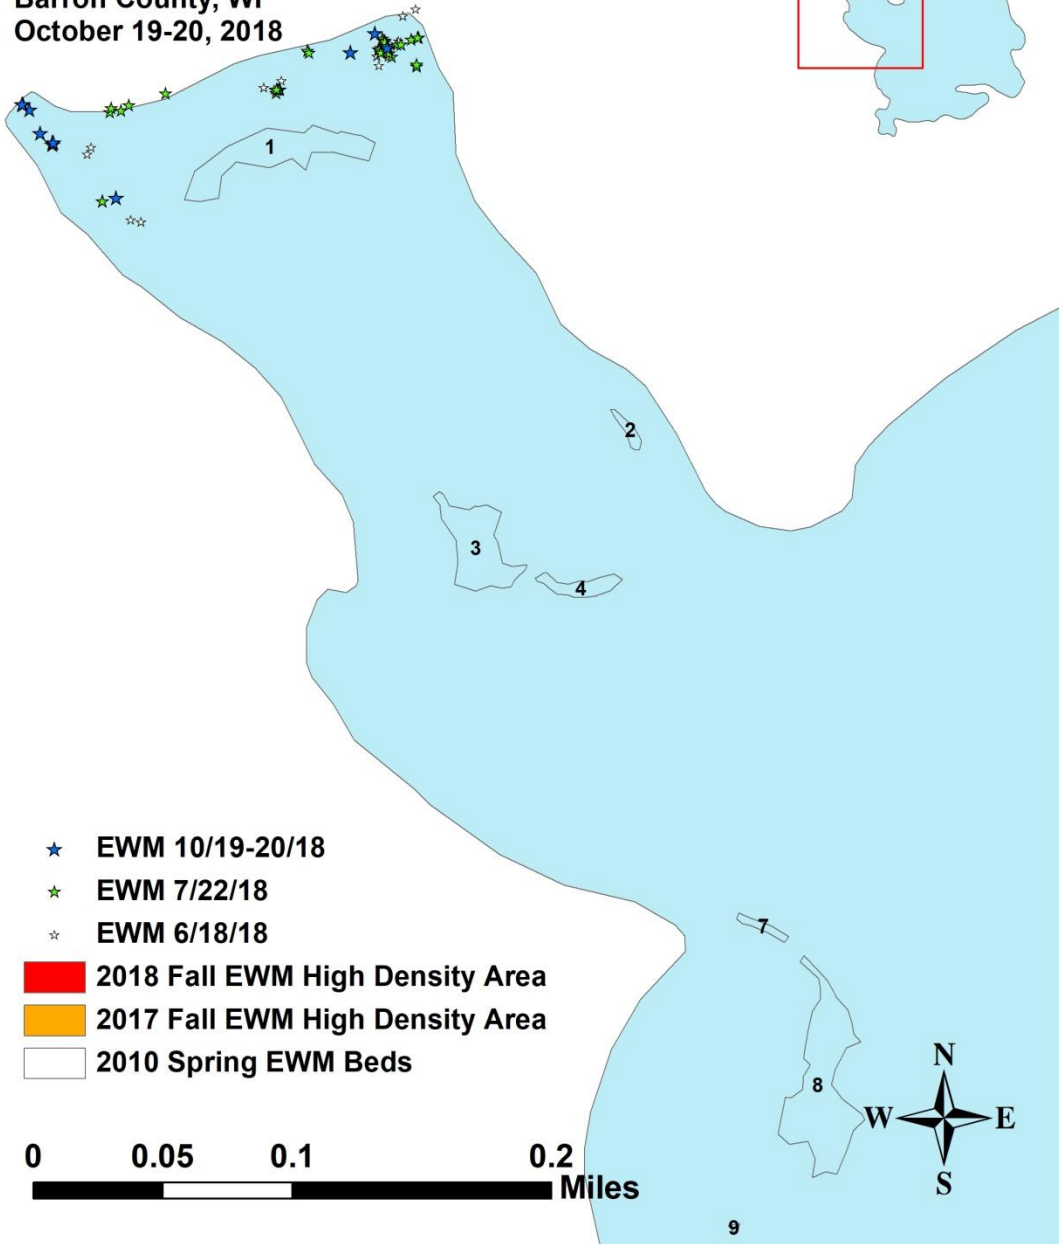 Barron County, WI
October 19-20, 2018
1
2
3
4
EWM 10/19-20/18
EWM 7/22/18
EWM 6/18/18
2018 Fall EWM High Density Area
2017 Fall EWM High Density Area
2010 Spring EWM Beds
7
8
N
W E
S
0 0.05 0.1 0.2
Miles
9